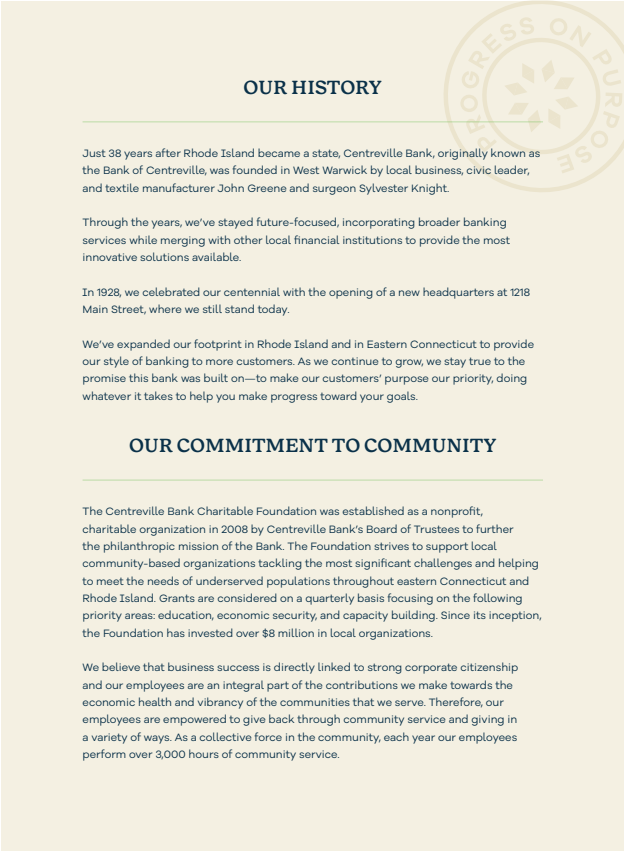 PROGRESS ON PURPOSE
OUR HISTORY
Just 38 years after Rhode Island became a state, Centreville Bank, originally known as
the Bank of Centreville, was founded in West Warwick by local business, civic leader,
and textile manufacturer John Greene and surgeon Sylvester Knight.
Through the years, we've stayed future-focused, incorporating broader banking
services while merging with other local financial institutions to provide the most
innovative solutions available.
In 1928, we celebrated our centennial with the opening of a new headquarters at 1218
Main Street, where we still stand today.
We've expanded our footprint in Rhode Island and in Eastern Connecticut to provide
our style of banking to more customers. As we continue to grow, we stay true to the
promise this bank was built on—to make our customers' purpose our priority, doing
whatever it takes to help you make progress toward your goals.
OUR COMMITMENT TO COMMUNITY
The Centreville Bank Charitable Foundation was established as a nonprofit,
charitable organization in 2008 by Centreville Bank's Board of Trustees to further
the philanthropic mission of the Bank. The Foundation strives to support local
community-based organizations tackling the most significant challenges and helping
to meet the needs of underserved populations throughout eastern Connecticut and
Rhode Island. Grants are considered on a quarterly basis focusing on the following
priority areas: education, economic security, and capacity building. Since its inception,
the Foundation has invested over $8 million in local organizations.
We believe that business success is directly linked to strong corporate citizenship
and our employees are an integral part of the contributions we make towards the
economic health and vibrancy of the communities that we serve. Therefore, our
employees are empowered to give back through community service and giving in
a variety of ways. As a collective force in the community, each year our employees
perform over 3,000 hours of community service.